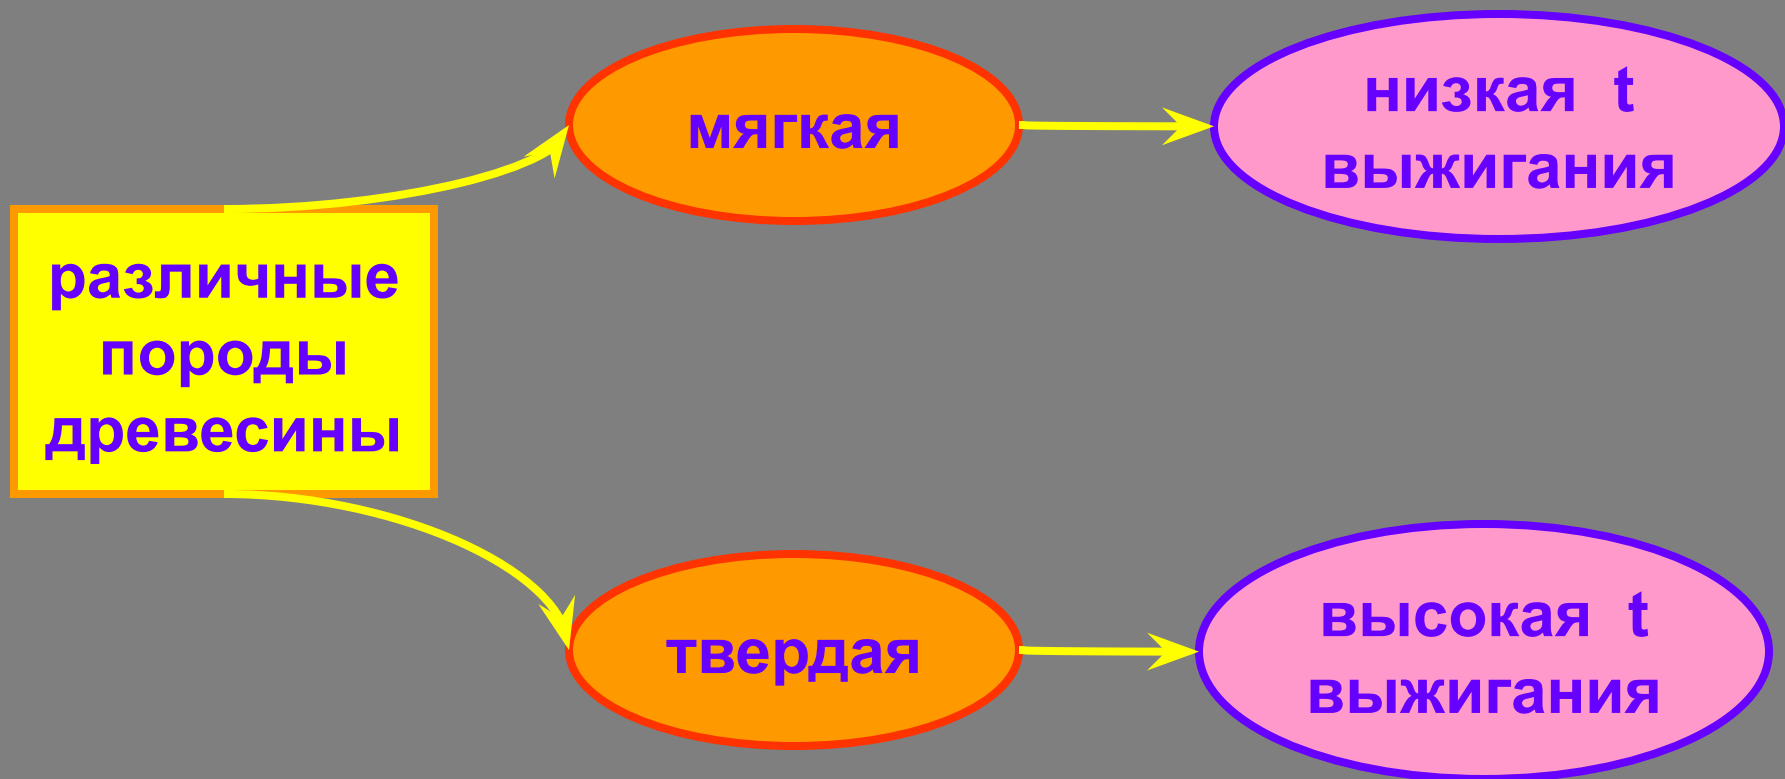 различные
породы
древесины
мягкая
низкая t
выжигания
твердая
высокая t
выжигания